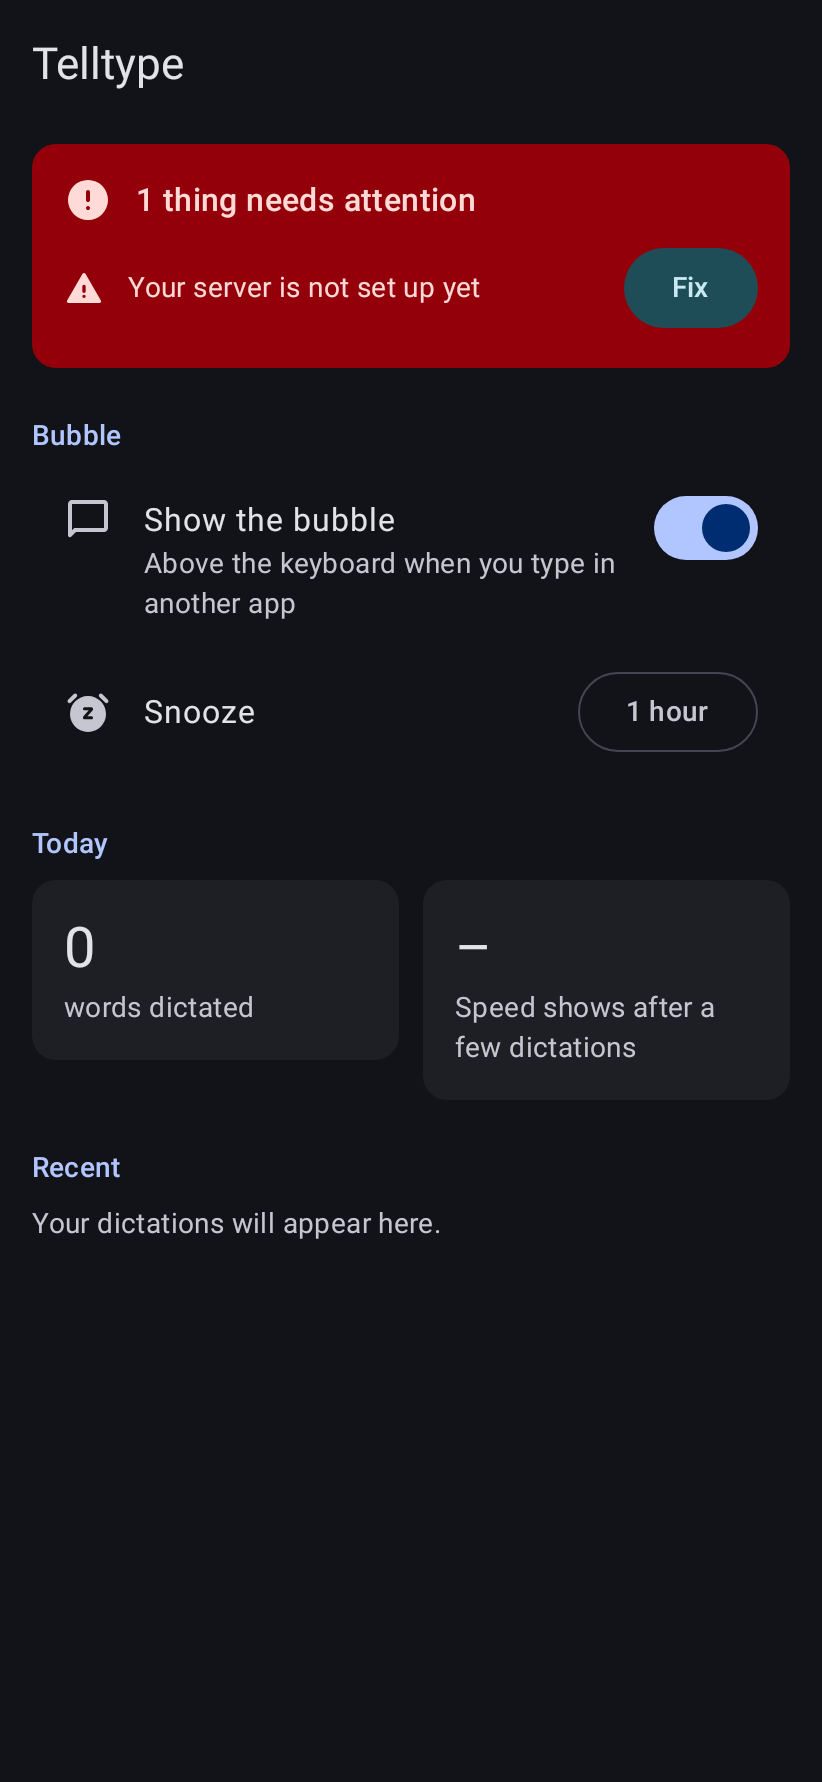 Telltype
1 thing needs attention
Your server is not set up yet
Fix
Bubble
Show the bubble
Above the keyboard when you type in
another app
Snooze
1 hour
Today
0
words dictated
–
Speed shows after a
few dictations
Recent
Your dictations will appear here.